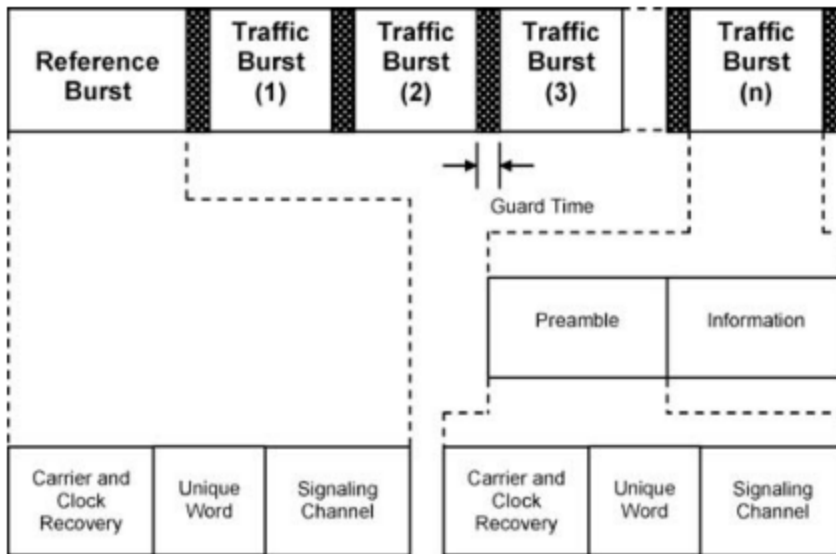 Reference
Burst
Traffic
Burst
(1)
Traffic
Burst
(2)
Traffic
Burst
(3)
Traffic
Burst
(n)
Guard Time
Preamble
Information
Carrier and
Clock
Recovery
Unique
Word
Signaling
Channel
Carrier and
Clock
Recovery
Unique
Word
Signaling
Channel